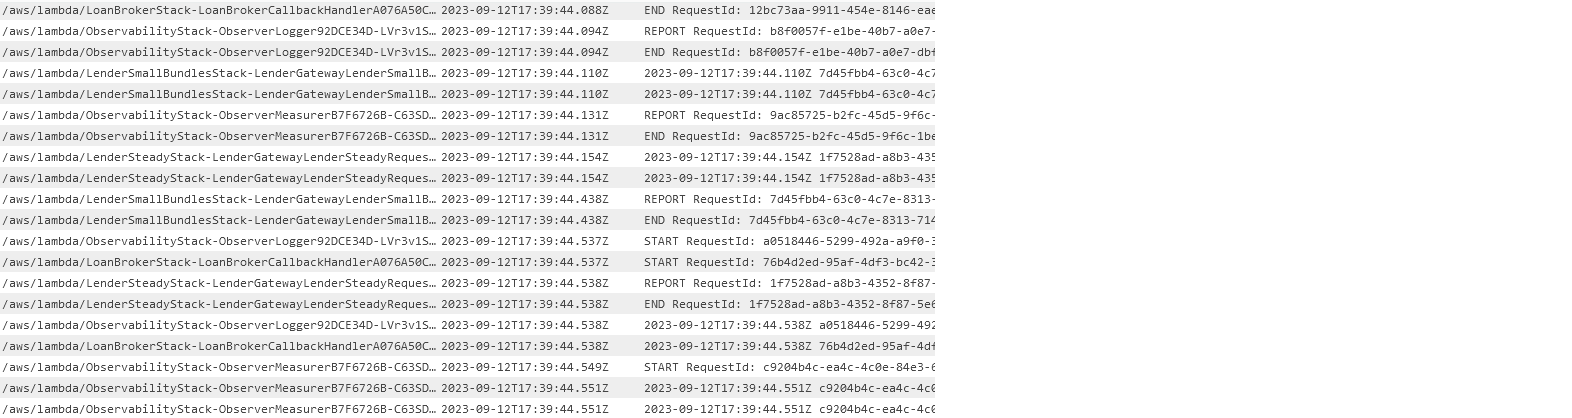 /aws/lambda/LoanBrokerStack-LoanBrokerCallbackHandlerA076A50C… 2023-09-12T17:39:44.088Z END RequestId: 12bc73aa-9911-454e-8146-eae
/aws/lambda/ObservabilityStack-ObserverLogger92DCE34D-LVr3v1S… 2023-09-12T17:39:44.094Z REPORT RequestId: b8f0057f-e1be-40b7-a0e7-
/aws/lambda/ObservabilityStack-ObserverLogger92DCE34D-LVr3v1S… 2023-09-12T17:39:44.094Z END RequestId: b8f0057f-e1be-40b7-a0e7-dbf
/aws/lambda/LenderSmallBundlesStack-LenderGatewayLenderSmallB… 2023-09-12T17:39:44.110Z 2023-09-12T17:39:44.110Z 7d45fbb4-63c0-4c7
/aws/lambda/LenderSmallBundlesStack-LenderGatewayLenderSmallB… 2023-09-12T17:39:44.110Z 2023-09-12T17:39:44.110Z 7d45fbb4-63c0-4c7
/aws/lambda/ObservabilityStack-ObserverMeasurerB7F6726B-C63SD… 2023-09-12T17:39:44.131Z REPORT RequestId: 9ac85725-b2fc-45d5-9f6c-
/aws/lambda/ObservabilityStack-ObserverMeasurerB7F6726B-C63SD… 2023-09-12T17:39:44.131Z END RequestId: 9ac85725-b2fc-45d5-9f6c-1be
/aws/lambda/LenderSteadyStack-LenderGatewayLenderSteadyReques… 2023-09-12T17:39:44.154Z 2023-09-12T17:39:44.154Z 1f7528ad-a8b3-435
/aws/lambda/LenderSteadyStack-LenderGatewayLenderSteadyReques… 2023-09-12T17:39:44.154Z 2023-09-12T17:39:44.154Z 1f7528ad-a8b3-435
/aws/lambda/LenderSmallBundlesStack-LenderGatewayLenderSmallB… 2023-09-12T17:39:44.438Z REPORT RequestId: 7d45fbb4-63c0-4c7e-8313-
/aws/lambda/LenderSmallBundlesStack-LenderGatewayLenderSmallB… 2023-09-12T17:39:44.438Z END RequestId: 7d45fbb4-63c0-4c7e-8313-714
/aws/lambda/ObservabilityStack-ObserverLogger92DCE34D-LVr3v1S… 2023-09-12T17:39:44.537Z START RequestId: a0518446-5299-492a-a9f0-3
/aws/lambda/LoanBrokerStack-LoanBrokerCallbackHandlerA076A50C… 2023-09-12T17:39:44.537Z START RequestId: 76b4d2ed-95af-4df3-bc42-3
/aws/lambda/LenderSteadyStack-LenderGatewayLenderSteadyReques… 2023-09-12T17:39:44.538Z REPORT RequestId: 1f7528ad-a8b3-4352-8f87-
/aws/lambda/LenderSteadyStack-LenderGatewayLenderSteadyReques… 2023-09-12T17:39:44.538Z END RequestId: 1f7528ad-a8b3-4352-8f87-5e6
/aws/lambda/ObservabilityStack-ObserverLogger92DCE34D-LVr3v1S… 2023-09-12T17:39:44.538Z 2023-09-12T17:39:44.538Z a0518446-5299-492
/aws/lambda/LoanBrokerStack-LoanBrokerCallbackHandlerA076A50C… 2023-09-12T17:39:44.538Z 2023-09-12T17:39:44.538Z 76b4d2ed-95af-4df
/aws/lambda/ObservabilityStack-ObserverMeasurerB7F6726B-C63SD… 2023-09-12T17:39:44.549Z START RequestId: c9204b4c-ea4c-4c0e-84e3-6
/aws/lambda/ObservabilityStack-ObserverMeasurerB7F6726B-C63SD… 2023-09-12T17:39:44.551Z 2023-09-12T17:39:44.551Z c9204b4c-ea4c-4c0
/aws/lambda/ObservabilityStack-ObserverMeasurerB7F6726B-C63SD… 2023-09-12T17:39:44.551Z 2023-09-12T17:39:44.551Z c9204b4c-ea4c-4c0